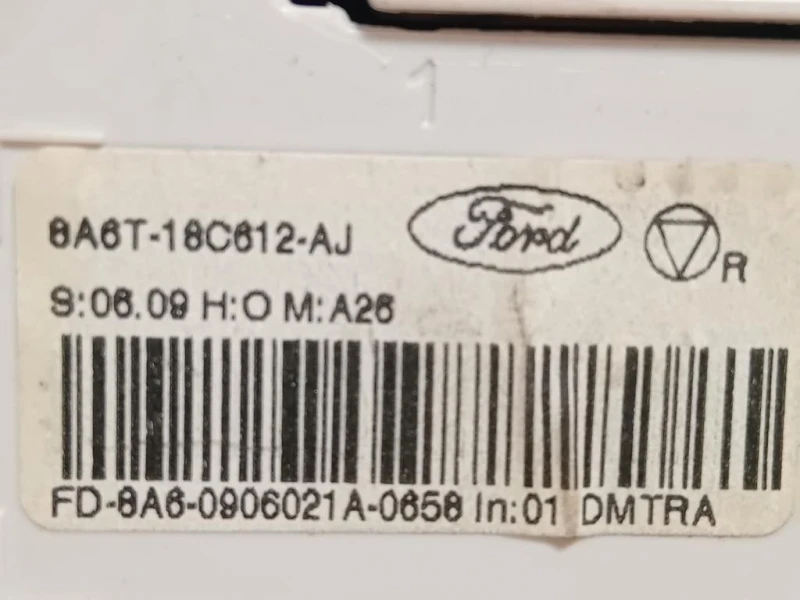 1
8A6T-18C612-AJ
Ford
R
S:06.09 H:O M:A26
FD-8A6-0906021A-0658 In:01 DMTRA